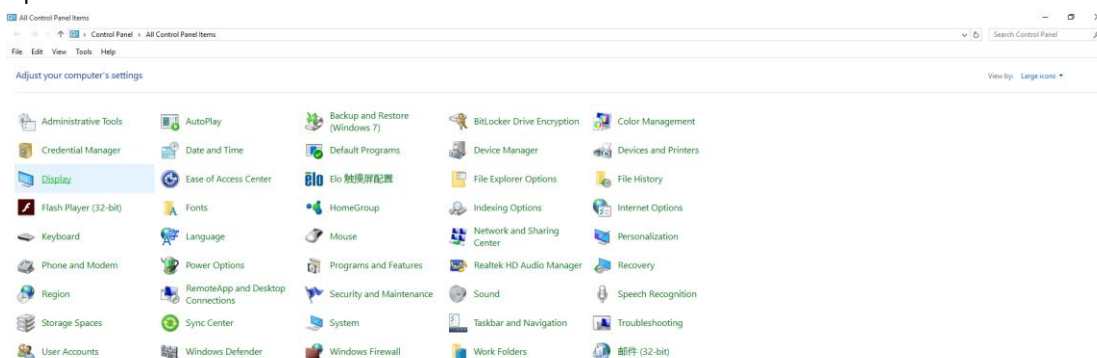 All Control Panel Items
Control Panel > All Control Panel Items
Search Control Panel
File Edit View Tools Help
Adjust your computer's settings
View by: Large icons
Administrative Tools
AutoPlay
Backup and Restore
(Windows 7)
BitLocker Drive Encryption
Color Management
Credential Manager
Date and Time
Default Programs
Device Manager
Devices and Printers
Display
Ease of Access Center
elo
Elo 触摸屏配置
File Explorer Options
File History
Flash Player (32-bit)
Fonts
HomeGroup
Indexing Options
Internet Options
Keyboard
Language
Mouse
Network and Sharing
Center
Personalization
Phone and Modem
Power Options
Programs and Features
Realtek HD Audio Manager
Recovery
Region
RemoteApp and Desktop
Connections
Security and Maintenance
Sound
Speech Recognition
Storage Spaces
Sync Center
System
Taskbar and Navigation
Troubleshooting
User Accounts
Windows Defender
Windows Firewall
Work Folders
邮件 (32-bit)